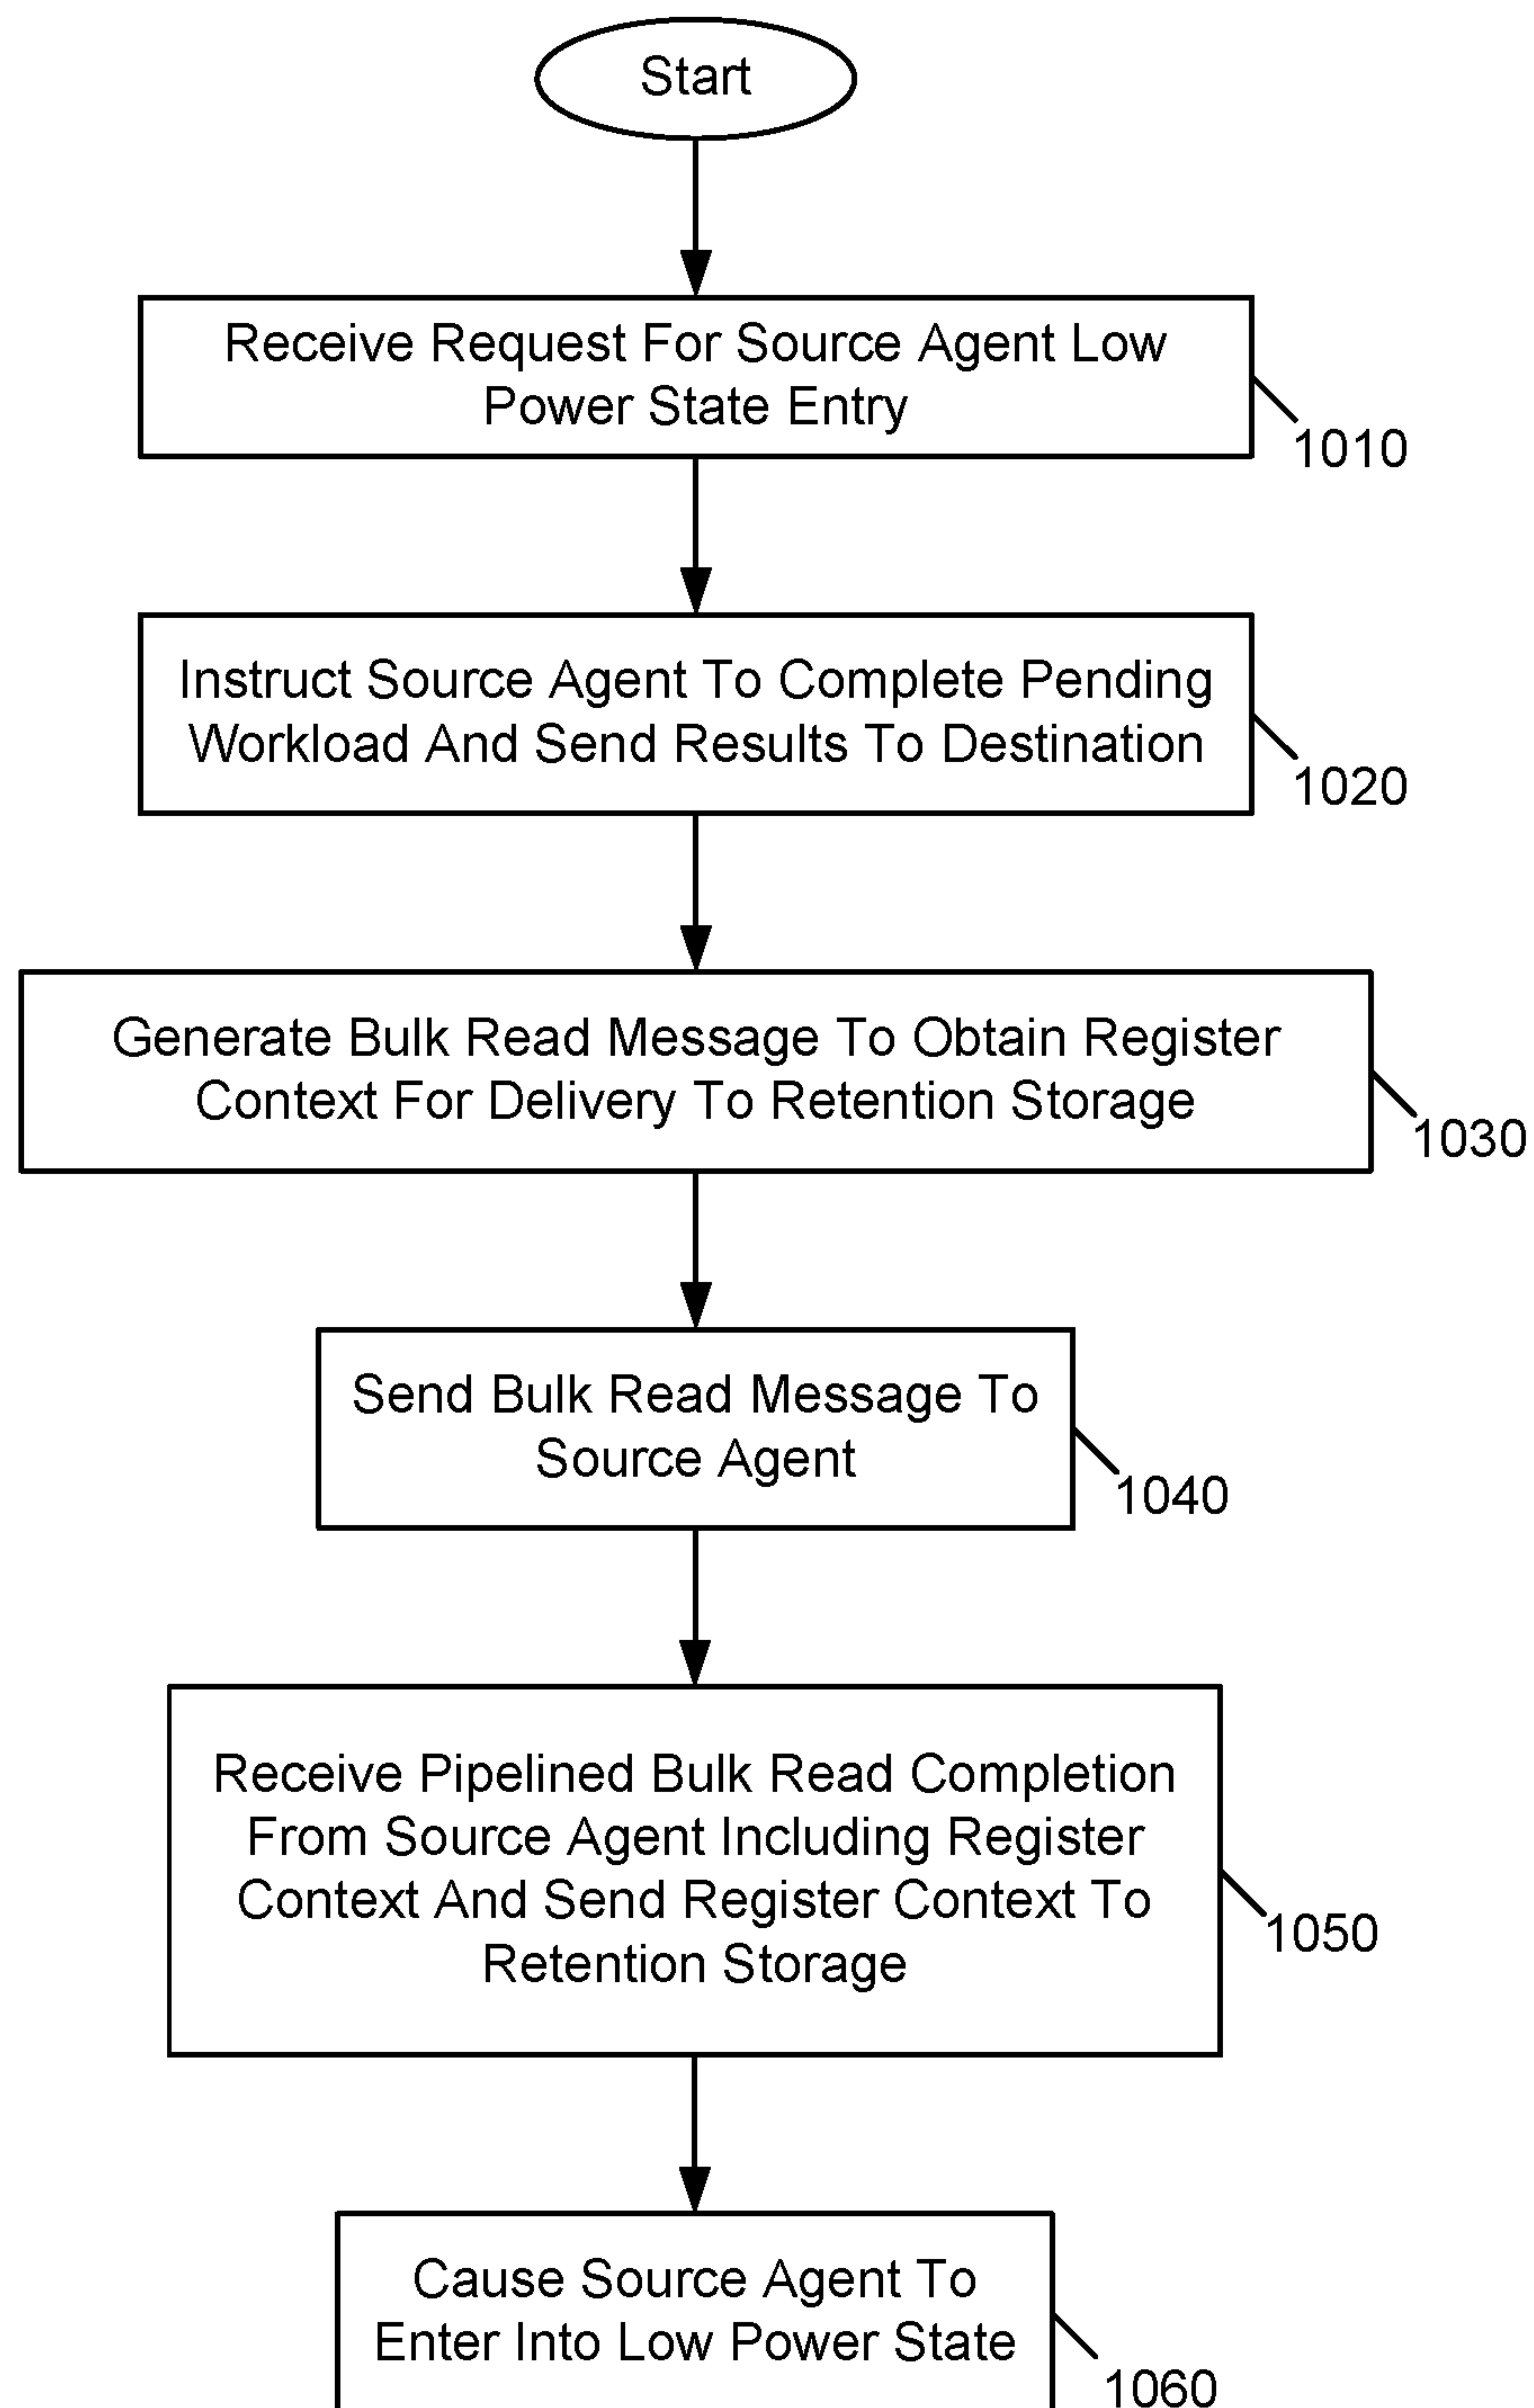 Start
Receive Request For Source Agent Low
Power State Entry
1010
Instruct Source Agent To Complete Pending
Workload And Send Results To Destination
1020
Generate Bulk Read Message To Obtain Register
Context For Delivery To Retention Storage
1030
Send Bulk Read Message To
Source Agent
1040
Receive Pipelined Bulk Read Completion
From Source Agent Including Register
Context And Send Register Context To
Retention Storage
1050
Cause Source Agent To
Enter Into Low Power State
1060